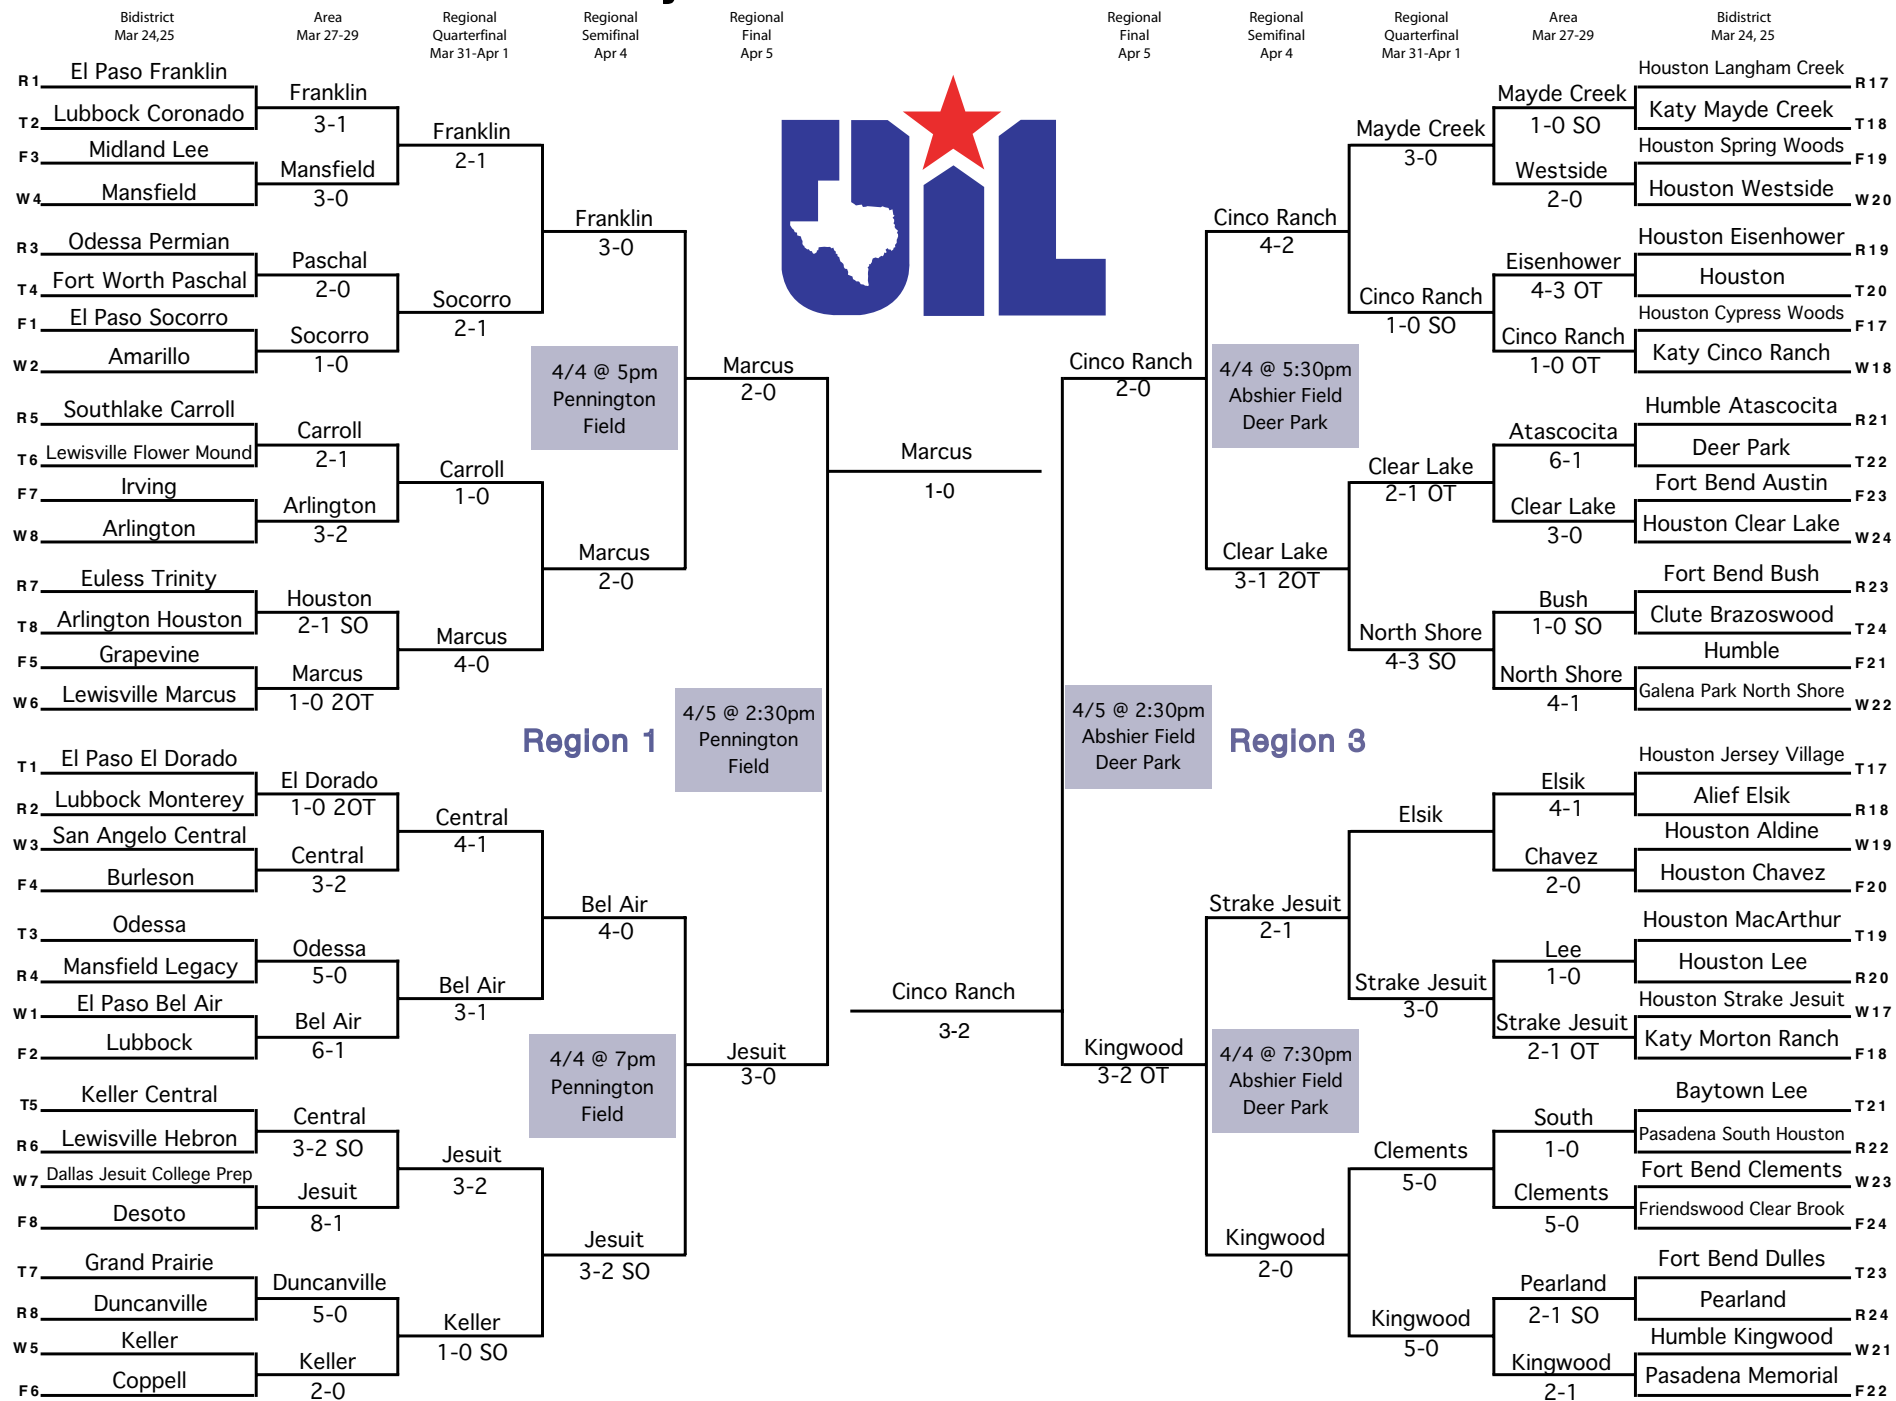 Bidistrict
Mar 24,25
Area
Mar 27-29
Regional
Quarterfinal
Mar 31-Apr 1
Regional
Semifinal
Apr 4
Regional
Final
Apr 5
Regional
Final
Apr 5
Regional
Semifinal
Apr 4
Regional
Quarterfinal
Mar 31-Apr 1
Area
Mar 27-29
Bidistrict
Mar 24, 25
R1 El Paso Franklin
T2 Lubbock Coronado
F3 Midland Lee
W4 Mansfield
R3 Odessa Permian
T4 Fort Worth Paschal
F1 El Paso Socorro
W2 Amarillo
R5 Southlake Carroll
T6 Lewisville Flower Mound
F7 Irving
W8 Arlington
R7 Euless Trinity
T8 Arlington Houston
F5 Grapevine
W6 Lewisville Marcus
T1 El Paso El Dorado
R2 Lubbock Monterey
W3 San Angelo Central
F4 Burleson
T3 Odessa
R4 Mansfield Legacy
W1 El Paso Bel Air
F2 Lubbock
T5 Keller Central
R6 Lewisville Hebron
W7 Dallas Jesuit College Prep
F8 Desoto
T7 Grand Prairie
R8 Duncanville
W5 Keller
F6 Coppell
Franklin
3-1
Mansfield
3-0
Paschal
2-0
Socorro
1-0
Carroll
2-1
Arlington
3-2
Houston
2-1 SO
Marcus
1-0 2OT
El Dorado
1-0 2OT
Central
3-2
Odessa
5-0
Bel Air
6-1
Central
3-2 SO
Jesuit
8-1
Duncanville
5-0
Keller
2-0
Franklin
2-1
Socorro
2-1
Carroll
1-0
Marcus
4-0
Central
4-1
Bel Air
3-1
Jesuit
3-2
Keller
1-0 SO
Franklin
3-0
4/4 @ 5pm
Pennington
Field
Marcus
2-0
Region 1
Bel Air
4-0
4/4 @ 7pm
Pennington
Field
Jesuit
3-2 SO
Marcus
2-0
4/5 @ 2:30pm
Pennington
Field
Jesuit
3-0
UIL
Marcus
1-0
Cinco Ranch
3-2
Cinco Ranch
2-0
4/5 @ 2:30pm
Abshier Field
Deer Park
Kingwood
3-2 OT
Cinco Ranch
4-2
4/4 @ 5:30pm
Abshier Field
Deer Park
Clear Lake
3-1 2OT
Region 3
Strake Jesuit
2-1
4/4 @ 7:30pm
Abshier Field
Deer Park
Kingwood
2-0
Mayde Creek
3-0
Cinco Ranch
1-0 SO
Clear Lake
2-1 OT
North Shore
4-3 SO
Elsik
Strake Jesuit
3-0
Clements
5-0
Kingwood
5-0
Mayde Creek
1-0 SO
Westside
2-0
Eisenhower
4-3 OT
Cinco Ranch
1-0 OT
Atascocita
6-1
Clear Lake
3-0
Bush
1-0 SO
North Shore
4-1
Elsik
4-1
Chavez
2-0
Lee
1-0
Strake Jesuit
2-1 OT
South
1-0
Clements
5-0
Pearland
2-1 SO
Kingwood
2-1
Houston Langham Creek R17
Katy Mayde Creek T18
Houston Spring Woods F19
Houston Westside W20
Houston Eisenhower R19
Houston T20
Houston Cypress Woods F17
Katy Cinco Ranch W18
Humble Atascocita R21
Deer Park T22
Fort Bend Austin F23
Houston Clear Lake W24
Fort Bend Bush R23
Clute Brazoswood T24
Humble F21
Galena Park North Shore W22
Houston Jersey Village T17
Alief Elsik R18
Houston Aldine W19
Houston Chavez F20
Houston MacArthur T19
Houston Lee R20
Houston Strake Jesuit W17
Katy Morton Ranch F18
Baytown Lee T21
Pasadena South Houston R22
Fort Bend Clements W23
Friendswood Clear Brook F24
Fort Bend Dulles T23
Pearland R24
Humble Kingwood W21
Pasadena Memorial F22